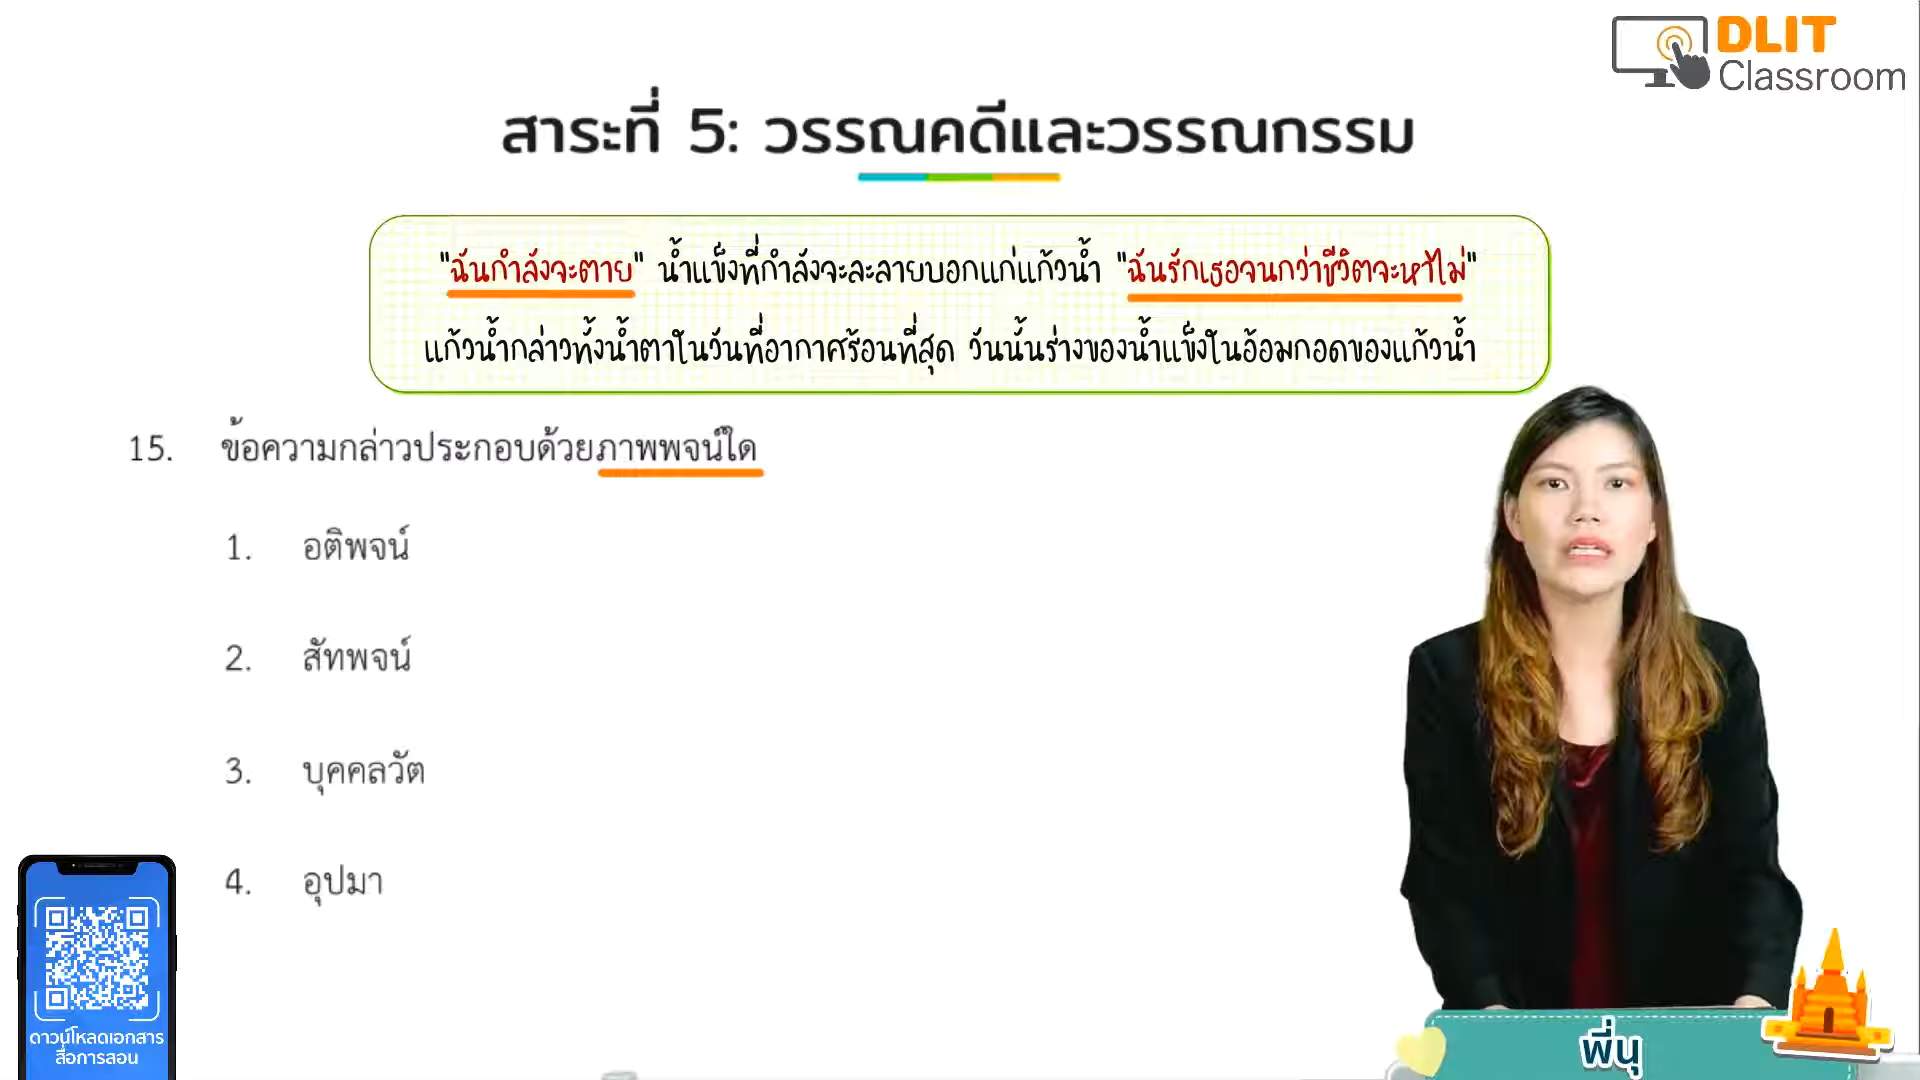 DLIT
Classroom
สาระที่ 5: วรรณคดีและวรรณกรรม
"ฉันกำลังจะตาย" น้ำแข็งที่กำลังจะละลายบอกแก่แก้วน้ำ "ฉันรักเธอจนกว่าชีวิตจะหาไม่"
แก้วน้ำกล่าวทั้งน้ำตาในวันที่อากาศร้อนที่สุด วันนั้นร่างของน้ำแข็งในอ้อมกอดของแก้วน้ำ
15. ข้อความกล่าวประกอบด้วยภาพพจน์ใด
1. อติพจน์
2. สัทพจน์
3. บุคคลวัต
4. อุปมา
ดาวน์โหลดเอกสาร
สื่อการสอน
พี่นุ